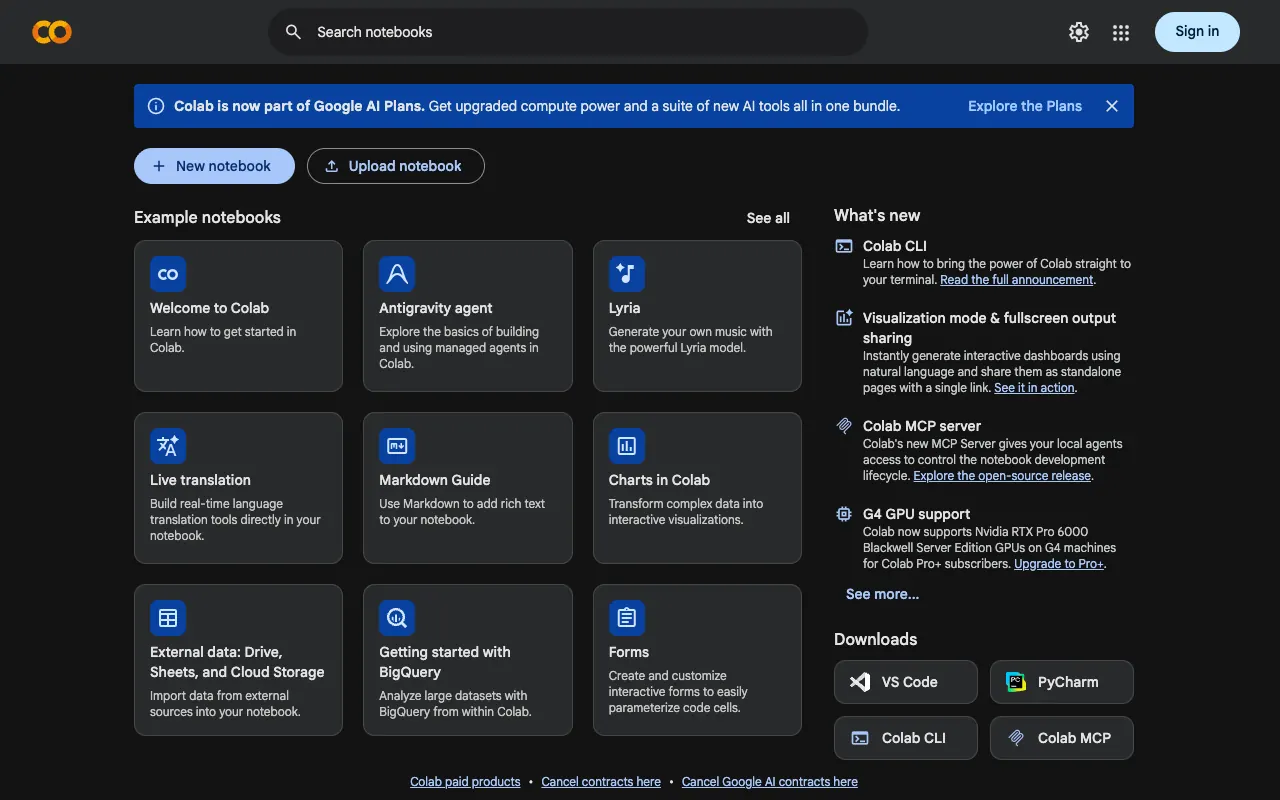 CO
Search notebooks
Sign in
Colab is now part of Google AI Plans. Get upgraded compute power and a suite of new AI tools all in one bundle.
Explore the Plans
New notebook
Upload notebook
Example notebooks
See all
CO
Welcome to Colab
Learn how to get started in
Colab.
Antigravity agent
Explore the basics of building
and using managed agents in
Colab.
Lyria
Generate your own music with
the powerful Lyria model.
Live translation
Build real-time language
translation tools directly in your
notebook.
Markdown Guide
Use Markdown to add rich text
to your notebook.
Charts in Colab
Transform complex data into
interactive visualizations.
External data: Drive,
Sheets, and Cloud Storage
Import data from external
sources into your notebook.
Getting started with
BigQuery
Analyze large datasets with
BigQuery from within Colab.
Forms
Create and customize
interactive forms to easily
parameterize code cells.
What's new
Colab CLI
Learn how to bring the power of Colab straight to
your terminal. Read the full announcement.
Visualization mode & fullscreen output
sharing
Instantly generate interactive dashboards using
natural language and share them as standalone
pages with a single link. See it in action.
Colab MCP server
Colab's new MCP Server gives your local agents
access to control the notebook development
lifecycle. Explore the open-source release.
G4 GPU support
Colab now supports Nvidia RTX Pro 6000
Blackwell Server Edition GPUs on G4 machines
for Colab Pro+ subscribers. Upgrade to Pro+.
See more...
Downloads
VS Code
PC
PyCharm
Colab CLI
Colab MCP
Colab paid products • Cancel contracts here • Cancel Google AI contracts here